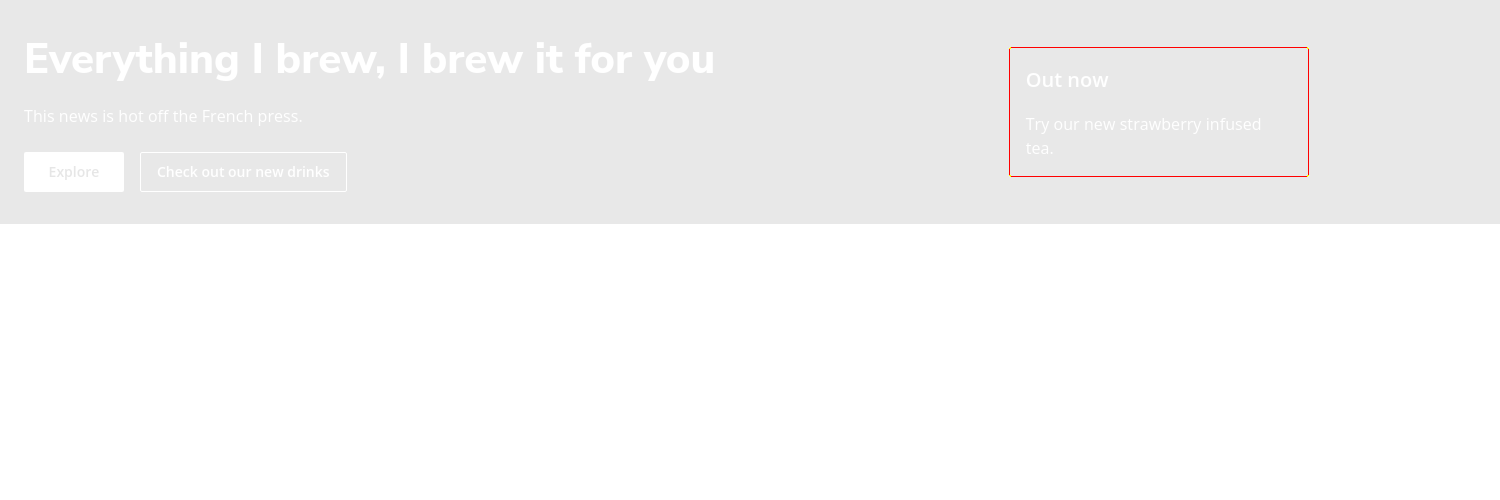 Everything I brew, I brew it for you
This news is hot off the French press.
Explore
Check out our new drinks
Out now
Try our new strawberry infused
tea.